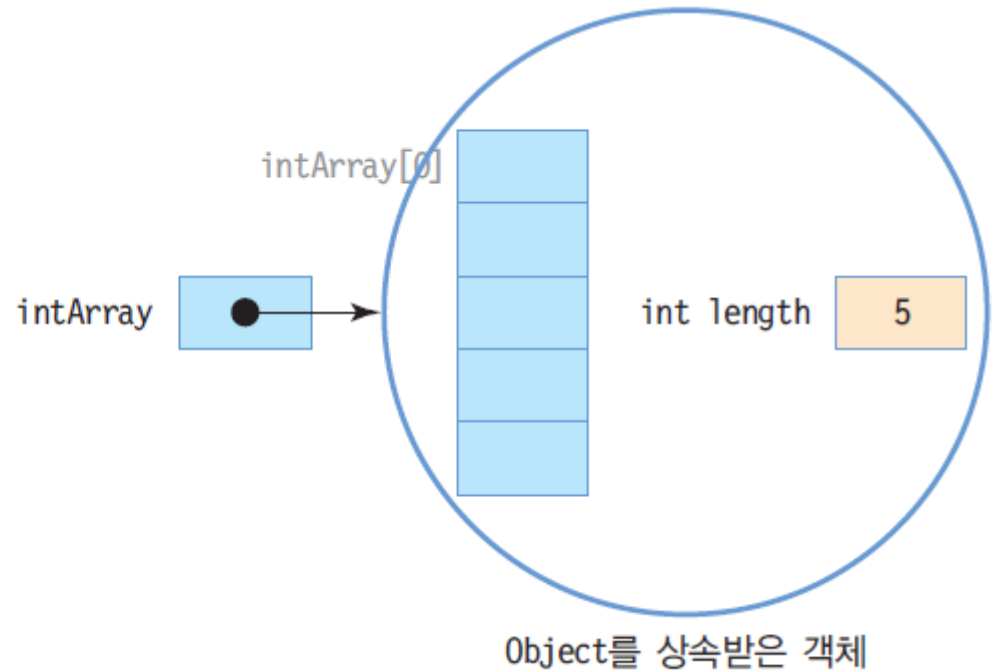 intArray[0]
intArray
int length
5
Object를 상속받은 객체